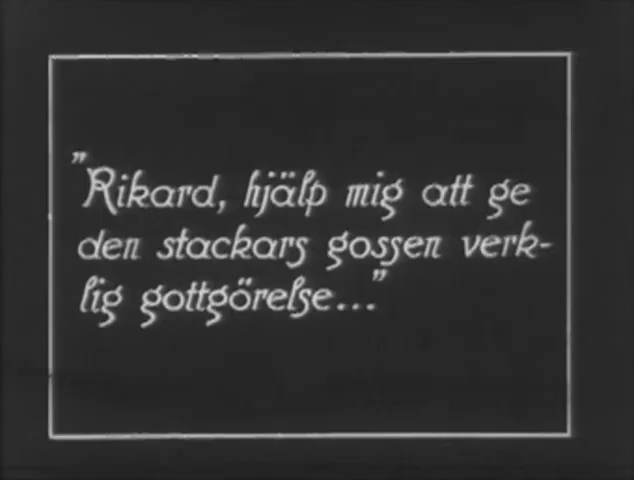 ”Rikard, hjälp mig att ge
den stackars gossen verk-
lig gottgörelse...”